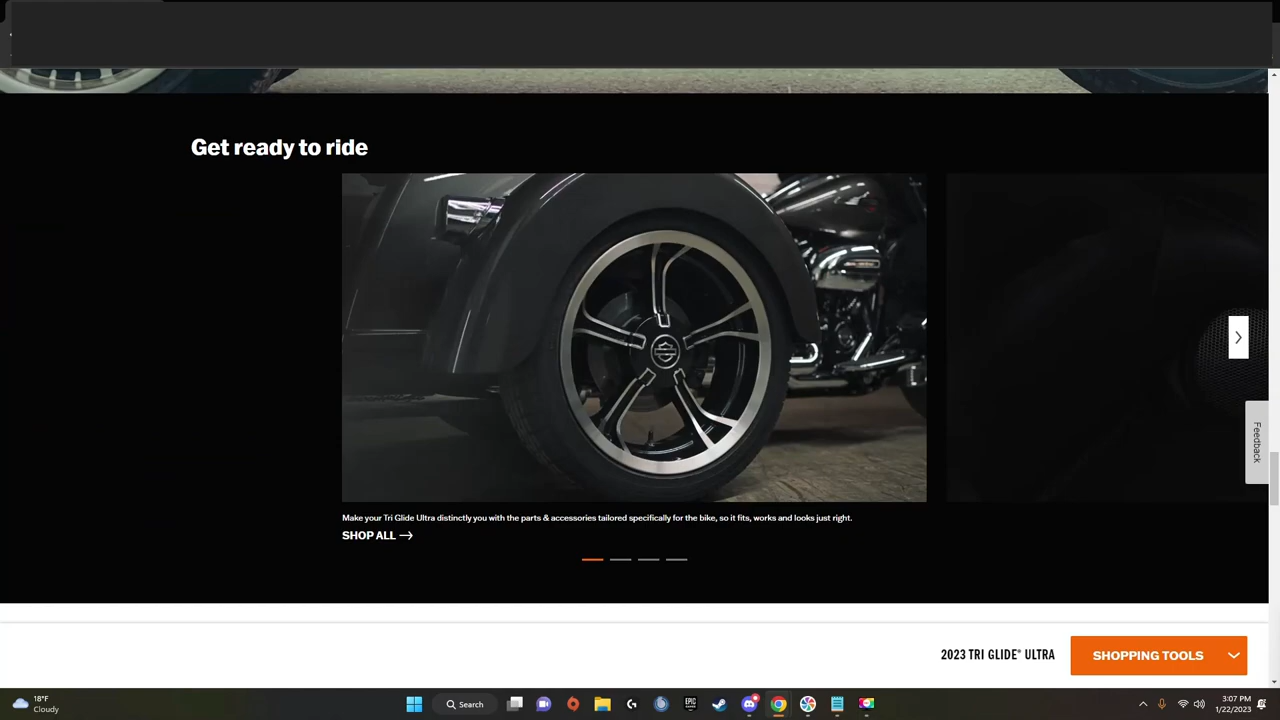 Get ready to ride
Make your Tri Glide Ultra distinctly you with the parts & accessories tailored specifically for the bike, so it fits, works and looks just right.
SHOP ALL
Feedback
2023 TRI GLIDE® ULTRA
SHOPPING TOOLS
18°F
Cloudy
Search
EPIC
3:07 PM
1/22/2023